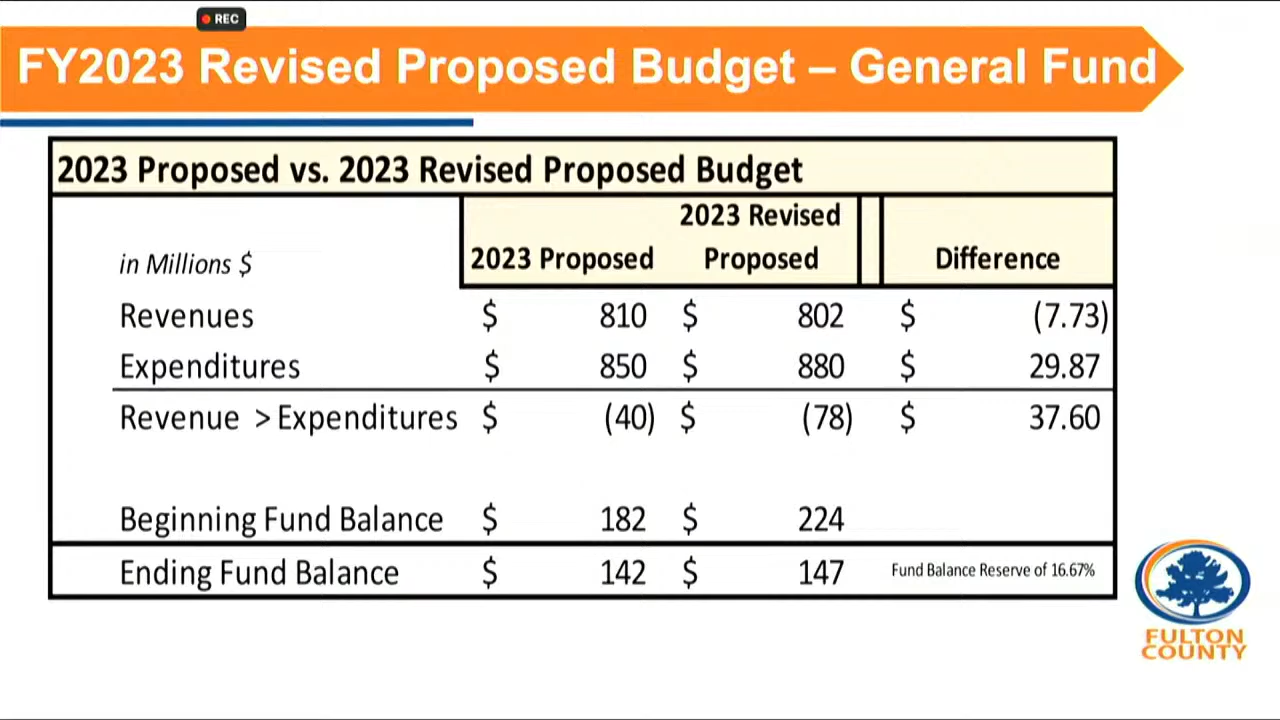 REC
FY2023 Revised Proposed Budget – General Fund
2023 Proposed vs. 2023 Revised Proposed Budget
in Millions $ 2023 Proposed 2023 Revised Proposed Difference
Revenues $ 810 $ 802 $ (7.73)
Expenditures $ 850 $ 880 $ 29.87
Revenue > Expenditures $ (40) $ (78) $ 37.60
Beginning Fund Balance $ 182 $ 224
Ending Fund Balance $ 142 $ 147 Fund Balance Reserve of 16.67%
FULTON
COUNTY